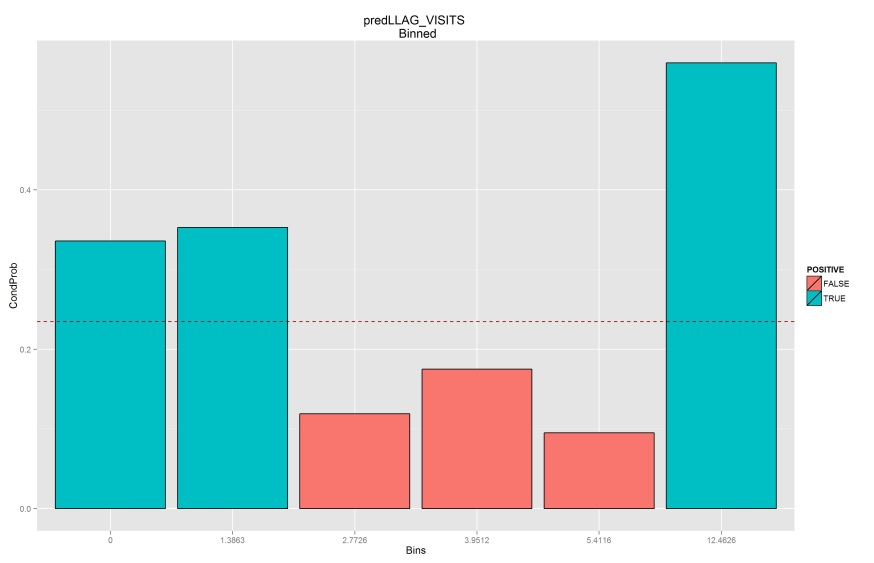 predLLAG_VISITS
Binned
CondProb
0.4
0.2
0.0
0 1.3863 2.7726 3.9512 5.4116 12.4626
Bins
POSITIVE
FALSE
TRUE